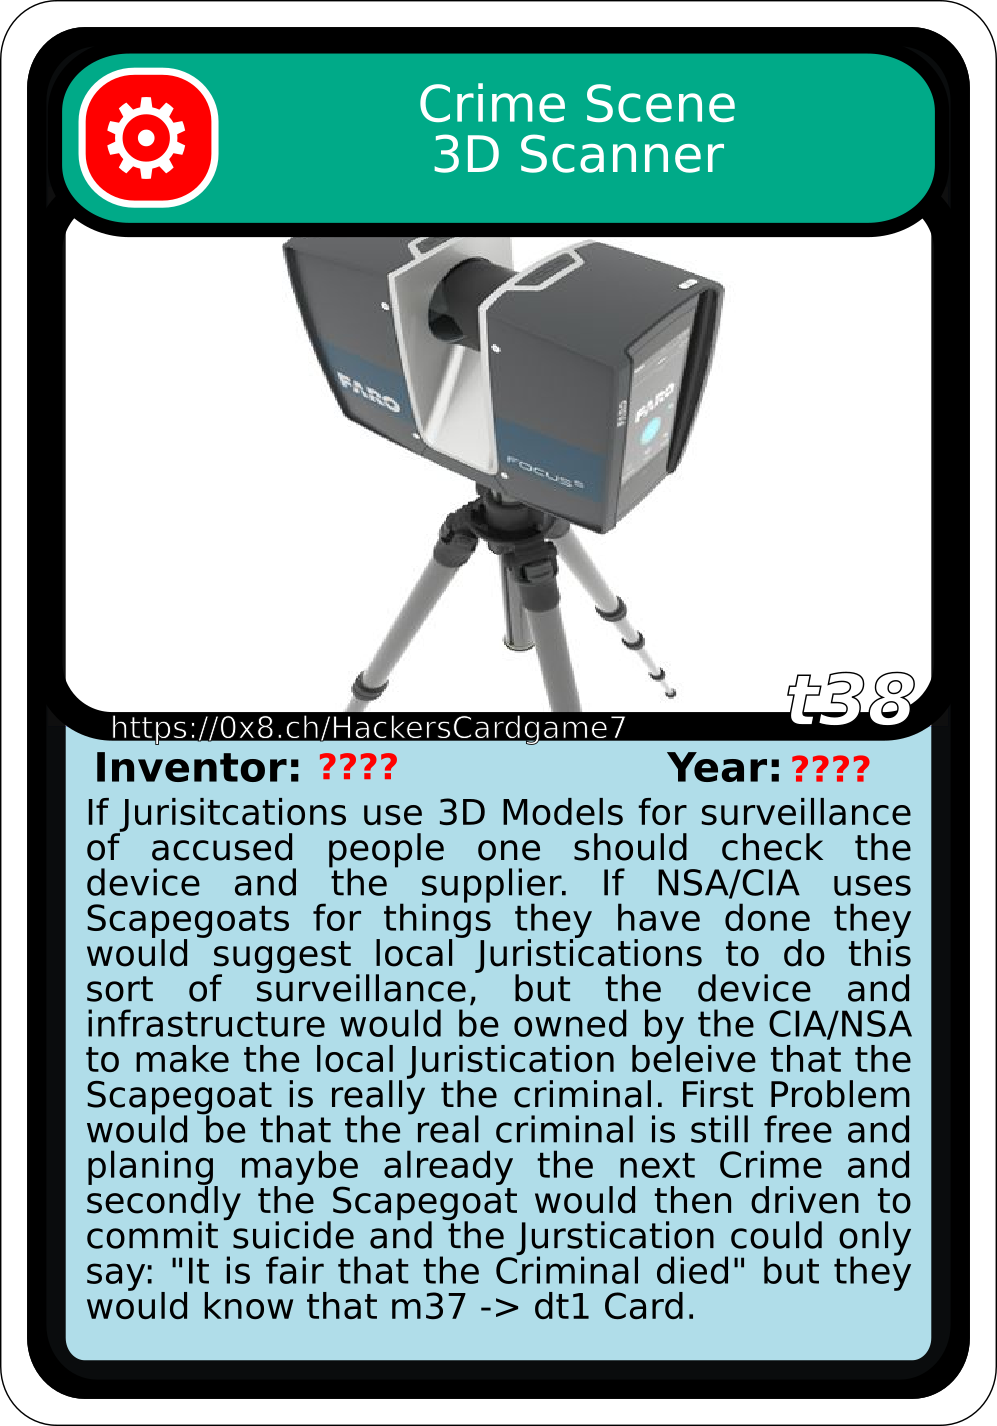 Crime Scene
3D Scanner
FARO
FOCUS S
FARO
FARO
t38
https://0x8.ch/HackersCardgame7
Inventor: ???? Year: ????
If Jurisitcations use 3D Models for surveillance
of accused people one should check the
device and the supplier. If NSA/CIA uses
Scapegoats for things they have done they
would suggest local Juristications to do this
sort of surveillance, but the device and
infrastructure would be owned by the CIA/NSA
to make the local Juristication beleive that the
Scapegoat is really the criminal. First Problem
would be that the real criminal is still free and
planing maybe already the next Crime and
secondly the Scapegoat would then driven to
commit suicide and the Jurstication could only
say: "It is fair that the Criminal died" but they
would know that m37 -> dt1 Card.